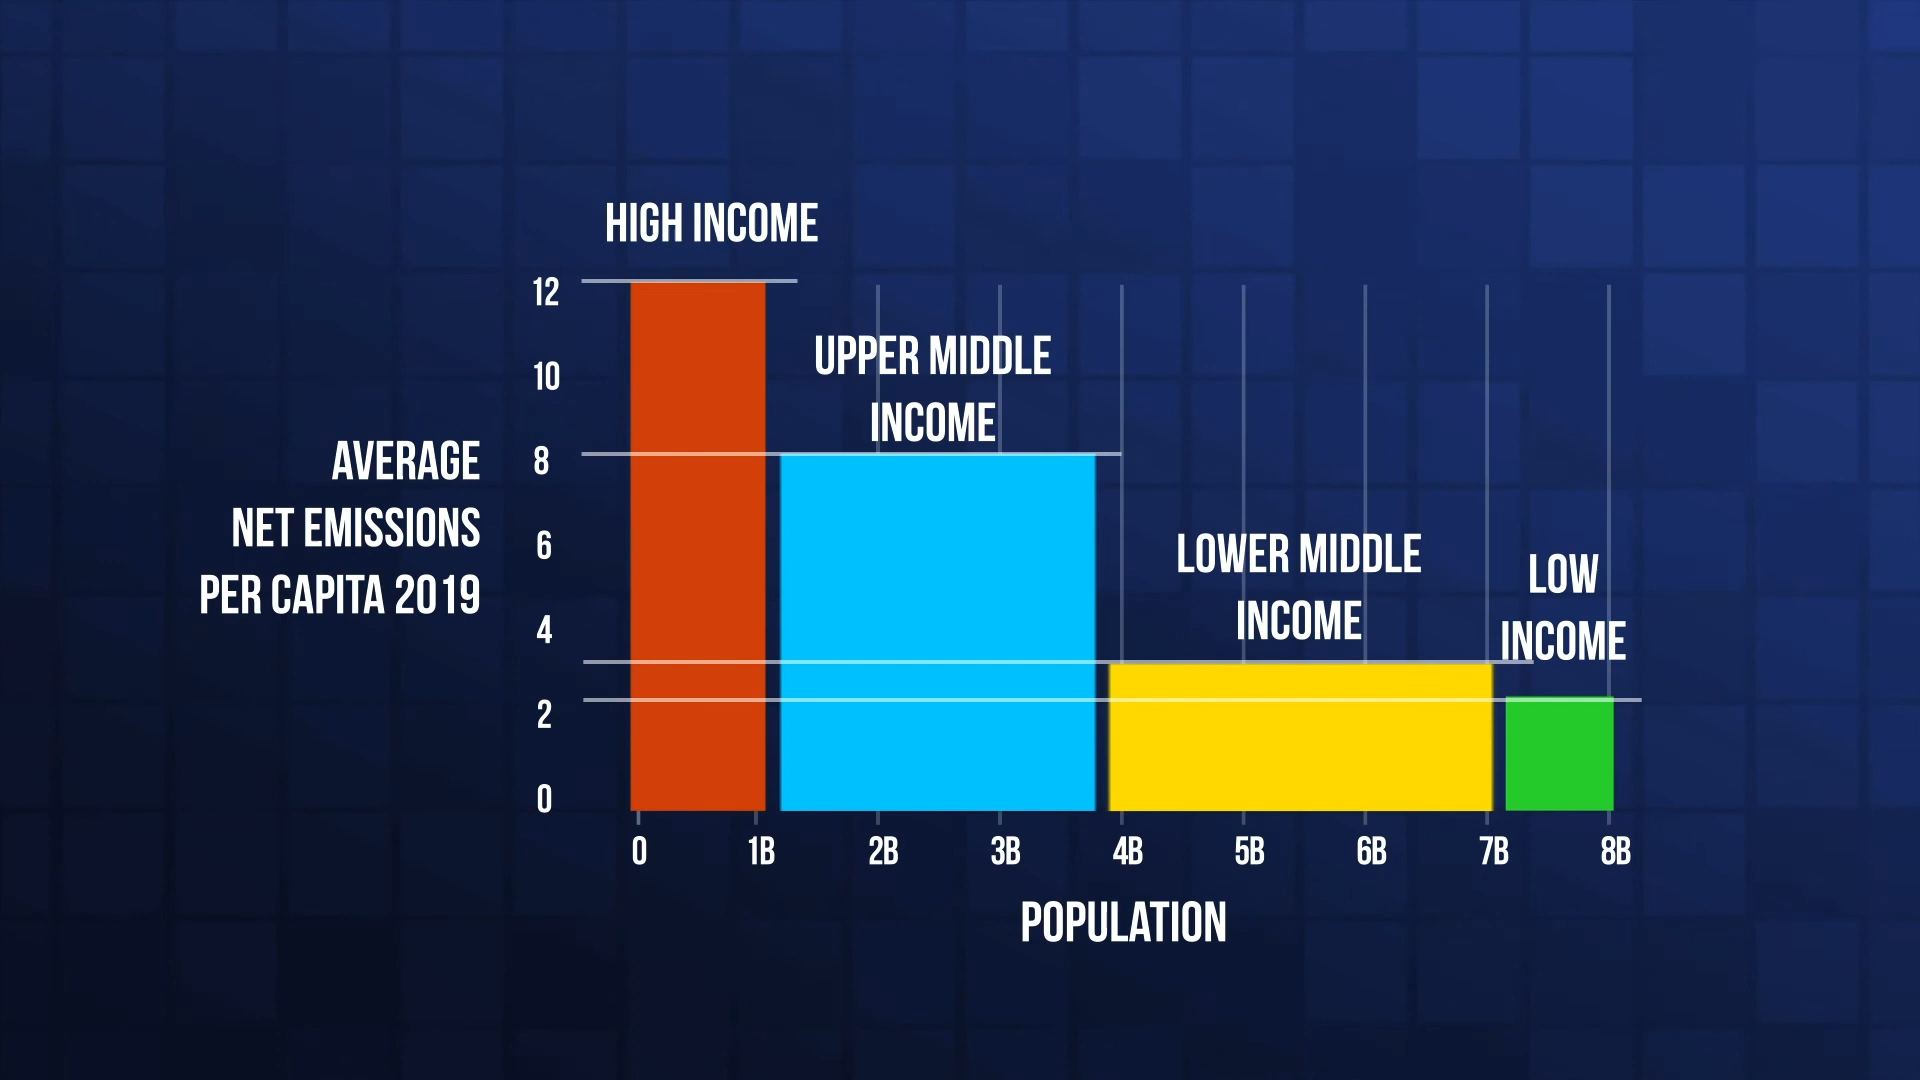 HIGH INCOME
12
UPPER MIDDLE
10
INCOME
AVERAGE
8
NET EMISSIONS
6
LOWER MIDDLE
LOW
PER CAPITA 2019
4
INCOME
INCOME
2
0
0 1B 2B 3B 4B 5B 6B 7B 8B
POPULATION